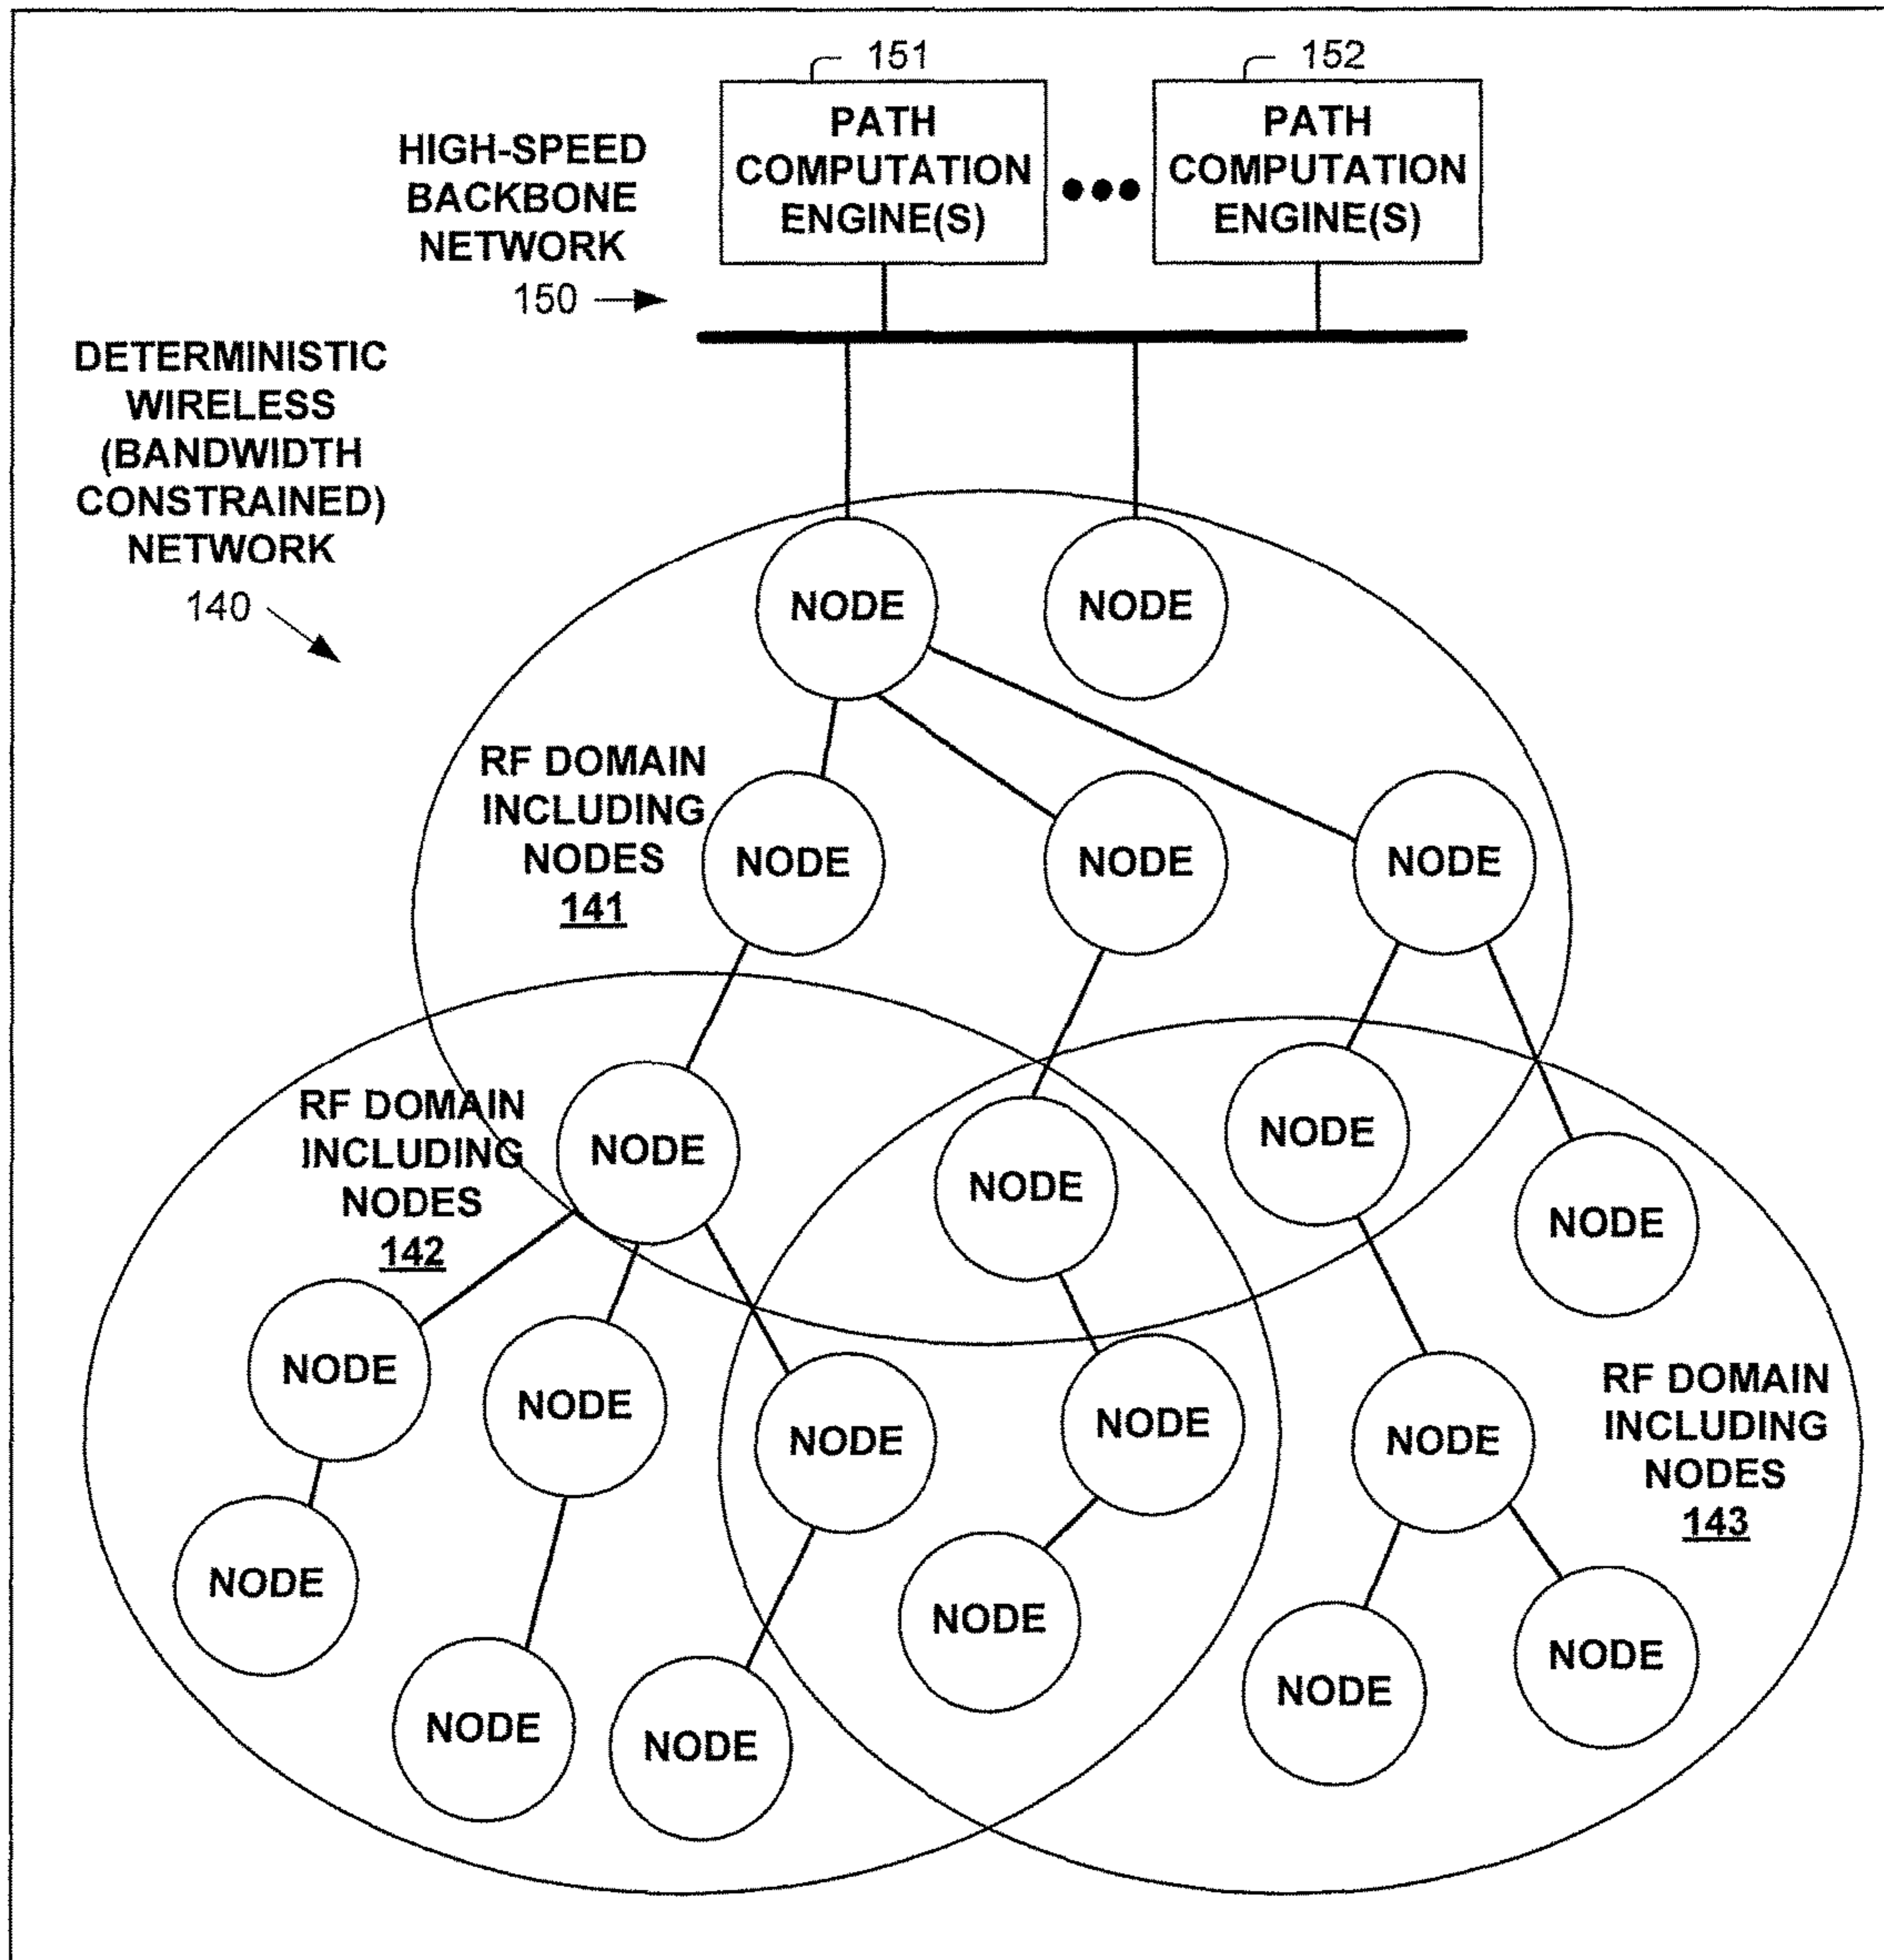 151
152
PATH
COMPUTATION
ENGINE(S)
PATH
COMPUTATION
ENGINE(S)
HIGH-SPEED
BACKBONE
NETWORK
150
DETERMINISTIC
WIRELESS
(BANDWIDTH
CONSTRAINED)
NETWORK
140
NODE
NODE
RF DOMAIN
INCLUDING
NODES
141
NODE
NODE
NODE
RF DOMAIN
INCLUDING
NODES
142
NODE
NODE
NODE
NODE
NODE
NODE
NODE
NODE
NODE
RF DOMAIN
INCLUDING
NODES
143
NODE
NODE
NODE
NODE
NODE
NODE